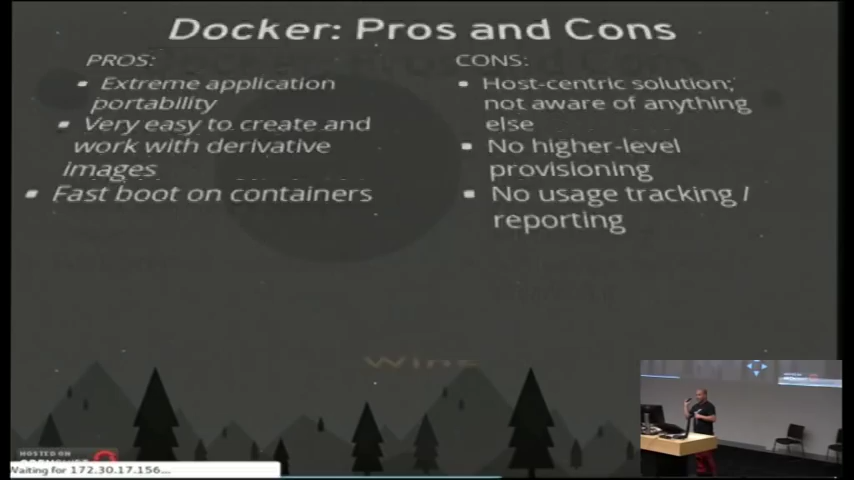 Docker: Pros and Cons
PROS:
▪ Extreme application
portability
▪ Very easy to create and
work with derivative
images
▪ Fast boot on containers
CONS:
▪ Host-centric solution;
not aware of anything
else
▪ No higher-level
provisioning
▪ No usage tracking /
reporting
HOSTED ON
Waiting for 172.30.17.156...